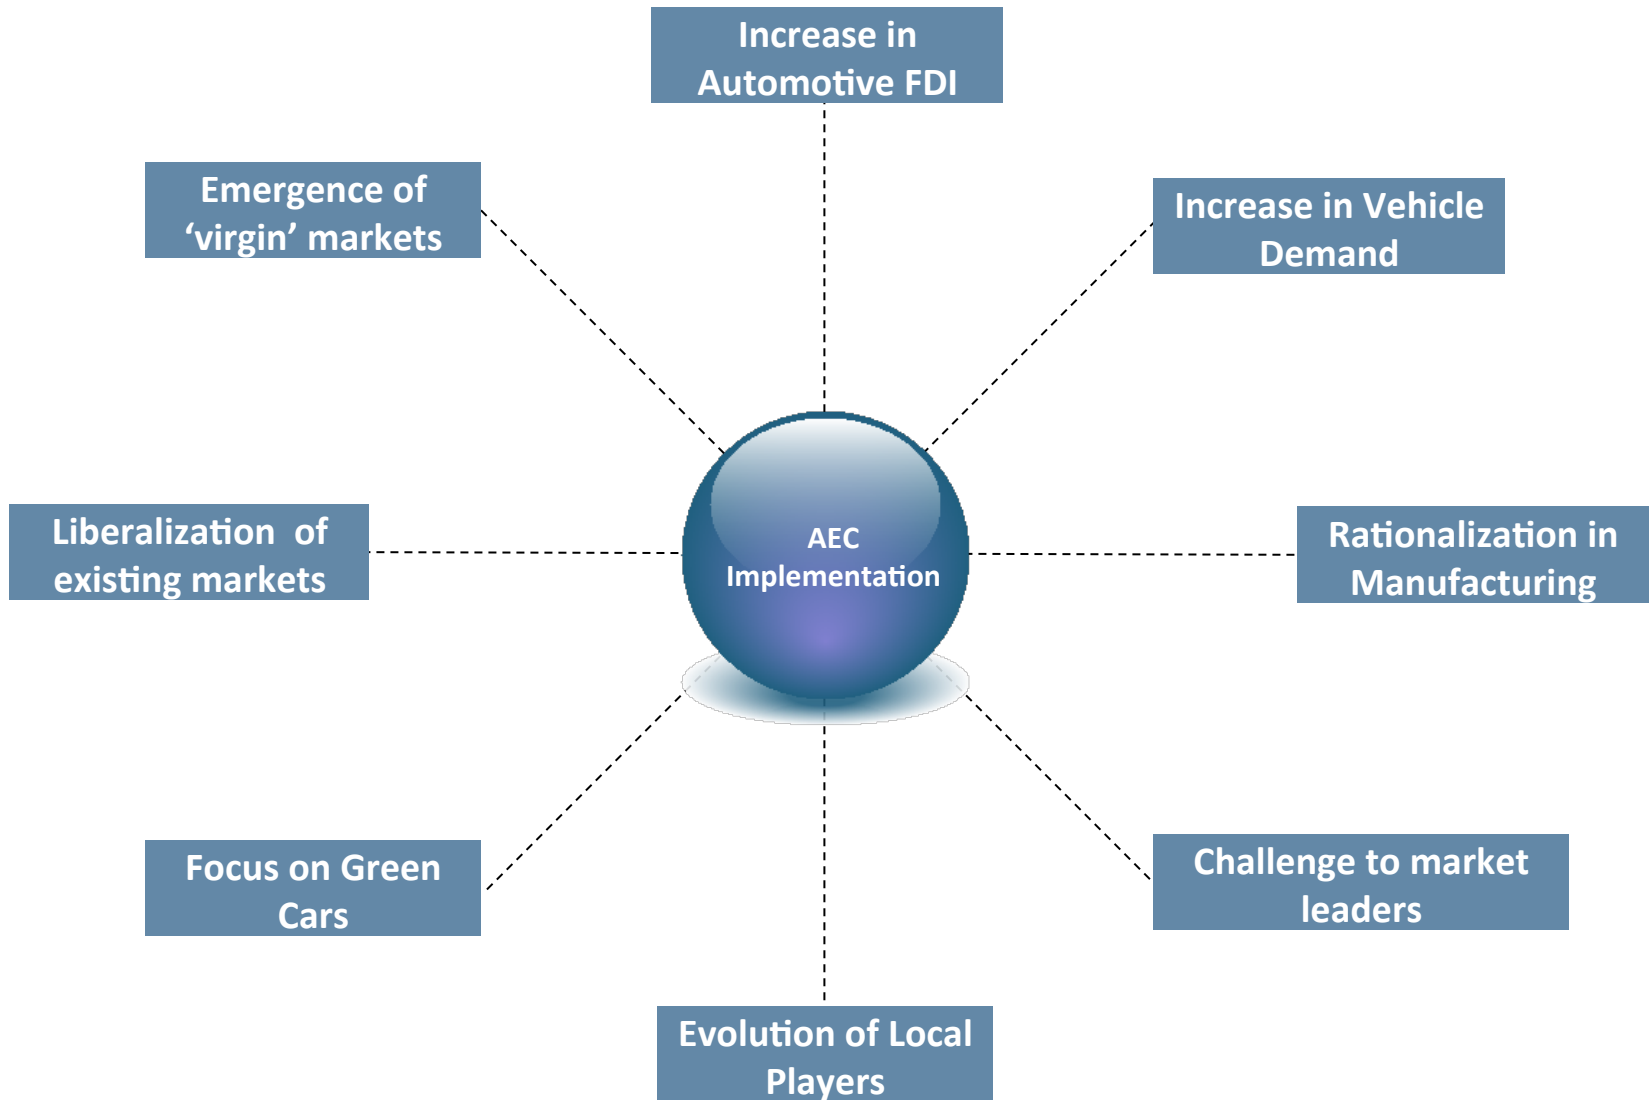 Increase in
Automotive FDI
Emergence of
‘virgin’ markets
Increase in Vehicle
Demand
Liberalization  of
existing markets
AEC
Implementation
Rationalization in
Manufacturing
Focus on Green
Cars
Challenge to market
leaders
Evolution of Local
Players